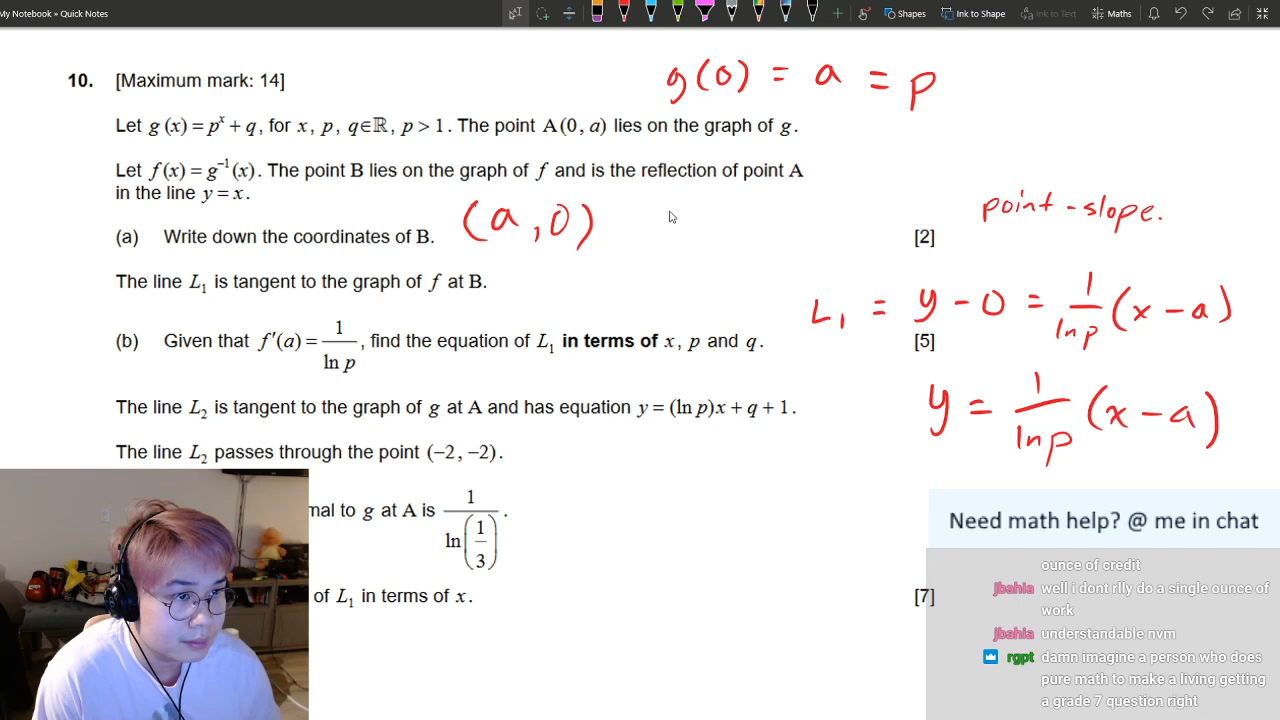 My Notebook » Quick Notes
Shapes
Ink to Shape
Ink to Text
Maths
10. [Maximum mark: 14]
g(0) = a = p
Let g (x) = pˣ + q, for x, p, q∈ℝ, p > 1. The point A(0, a) lies on the graph of g.
Let f(x) = g⁻¹(x). The point B lies on the graph of f and is the reflection of point A
in the line y = x.
(a , 0)
point - slope.
(a) Write down the coordinates of B. [2]
The line L₁ is tangent to the graph of f at B.
L₁ = y - 0 = 1/ln p (x - a)
(b) Given that f′(a) = 1/ln p, find the equation of L₁ in terms of x, p and q. [5]
y = 1/ln p (x - a)
The line L₂ is tangent to the graph of g at A and has equation y = (ln p)x + q + 1.
The line L₂ passes through the point (−2, −2).
nal to g at A is 1/ln(1/3).
of L₁ in terms of x. [7]
Need math help? @ me in chat
ounce of credit
Jbahia well i dont rlly do a single ounce of
work
Jbahia understandable nvm
rgpt damn imagine a person who does
pure math to make a living getting
a grade 7 question right